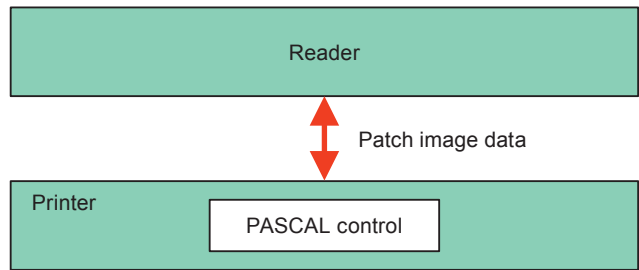 Reader
Patch image data
Printer
PASCAL control